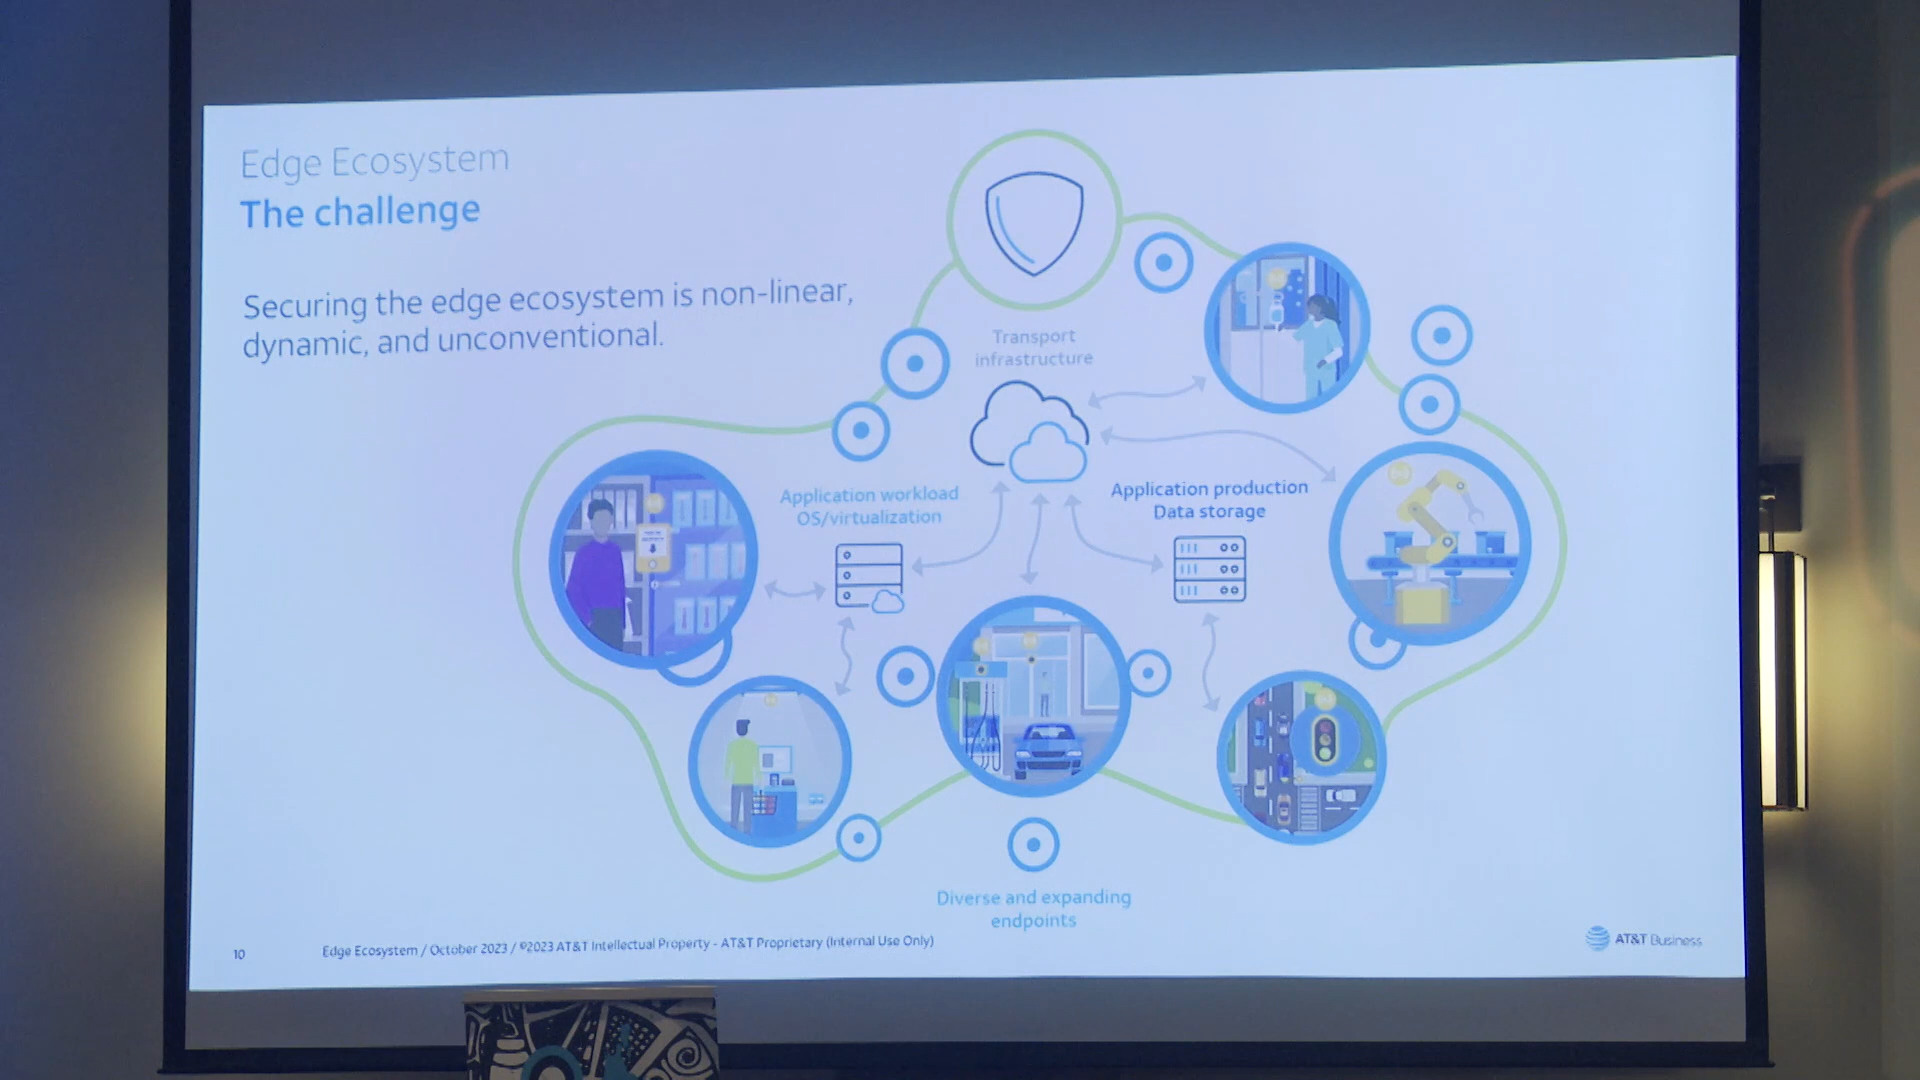 Edge Ecosystem
The challenge
Securing the edge ecosystem is non-linear,
dynamic, and unconventional.
Transport
infrastructure
Application workload
OS/virtualization
Application production
Data storage
Diverse and expanding
endpoints
10
Edge Ecosystem / October 2023 / ©2023 AT&T Intellectual Property - AT&T Proprietary (Internal Use Only)
AT&T Business